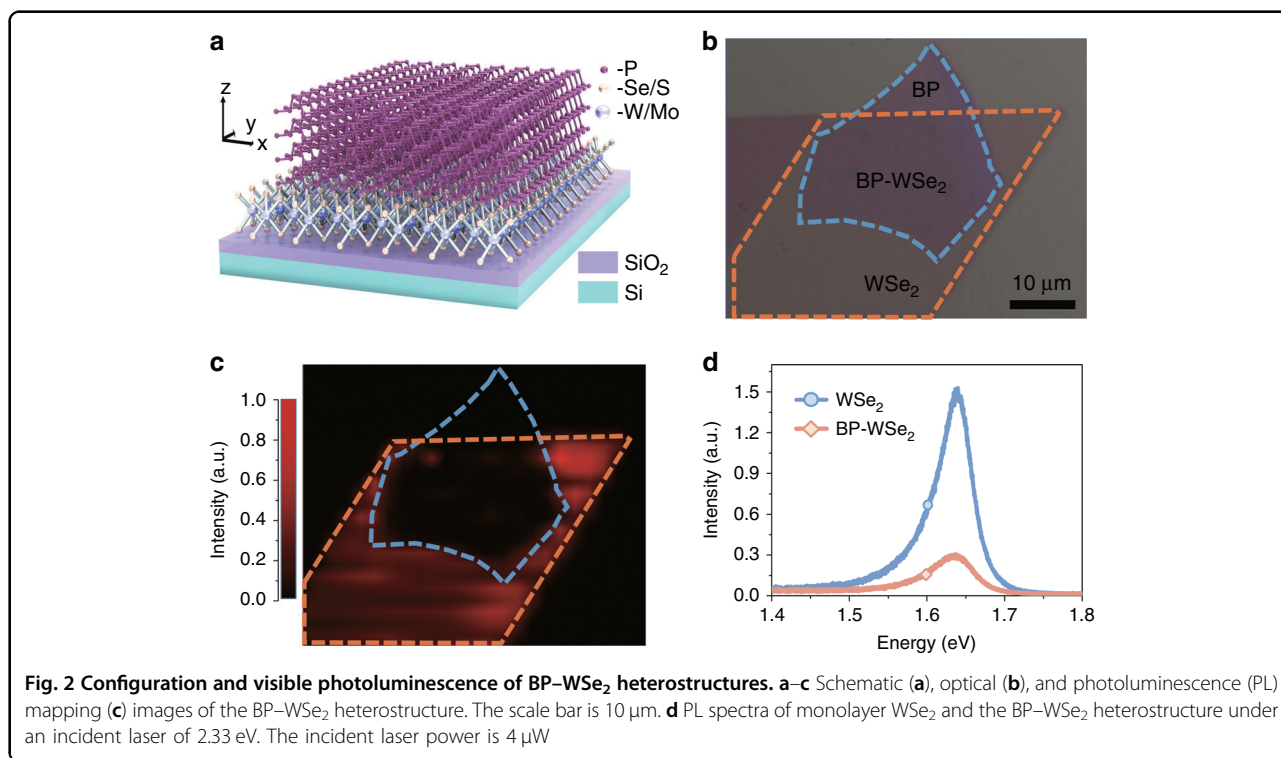 a
z
y
x
-P
-Se/S
-W/Mo
SiO₂
Si
b
BP
BP-WSe₂
WSe₂
10 μm
c
1.0
0.8
0.6
0.4
0.2
0.0
Intensity (a.u.)
d
WSe₂
BP-WSe₂
1.5
1.2
0.9
0.6
0.3
0.0
Intensity (a.u.)
1.4
1.5
1.6
1.7
1.8
Energy (eV)
Fig. 2 Configuration and visible photoluminescence of BP–WSe₂ heterostructures. a–c Schematic (a), optical (b), and photoluminescence (PL)
mapping (c) images of the BP–WSe₂ heterostructure. The scale bar is 10 μm. d PL spectra of monolayer WSe₂ and the BP–WSe₂ heterostructure under
an incident laser of 2.33 eV. The incident laser power is 4 μW